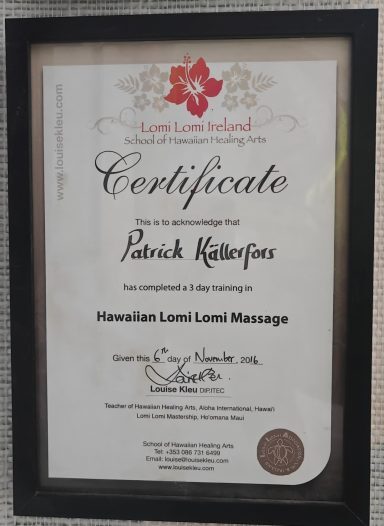 www.louisekleu.com
Lomi Lomi Ireland
School of Hawaiian Healing Arts
Certificate
This is to acknowledge that
Patrick Källerfors
has completed a 3 day training in
Hawaiian Lomi Lomi Massage
Given this 6th day of November, 2016
Louise Kleu DIP.ITEC
Teacher of Hawaiian Healing Arts, Aloha International, Hawai'i
Lomi Lomi Mastership, Ho'omana Maui
School of Hawaiian Healing Arts
Tel: +353 086 731 6499
Email: louise@louisekleu.com
www.louisekleu.com